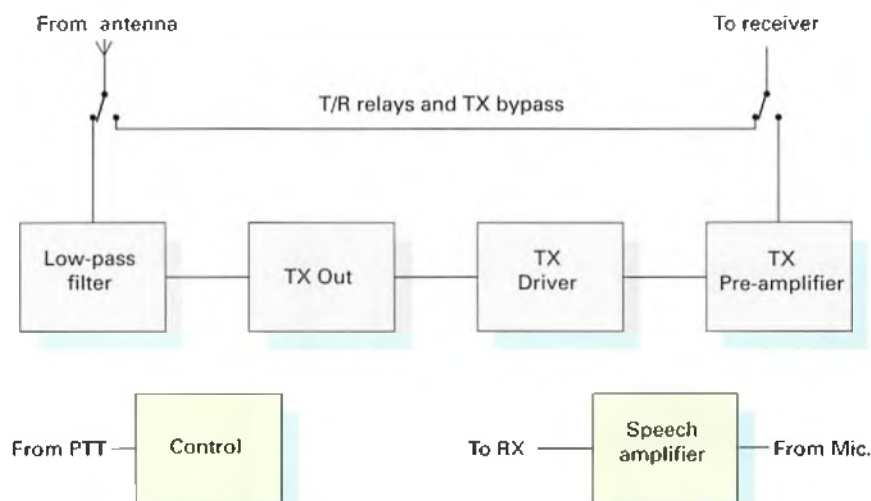 From antenna
To receiver
T/R relays and TX bypass
Low-pass
filter
TX Out
TX
Driver
TX
Pre-amplifier
From PTT
Control
To RX
Speech
amplifier
From Mic.